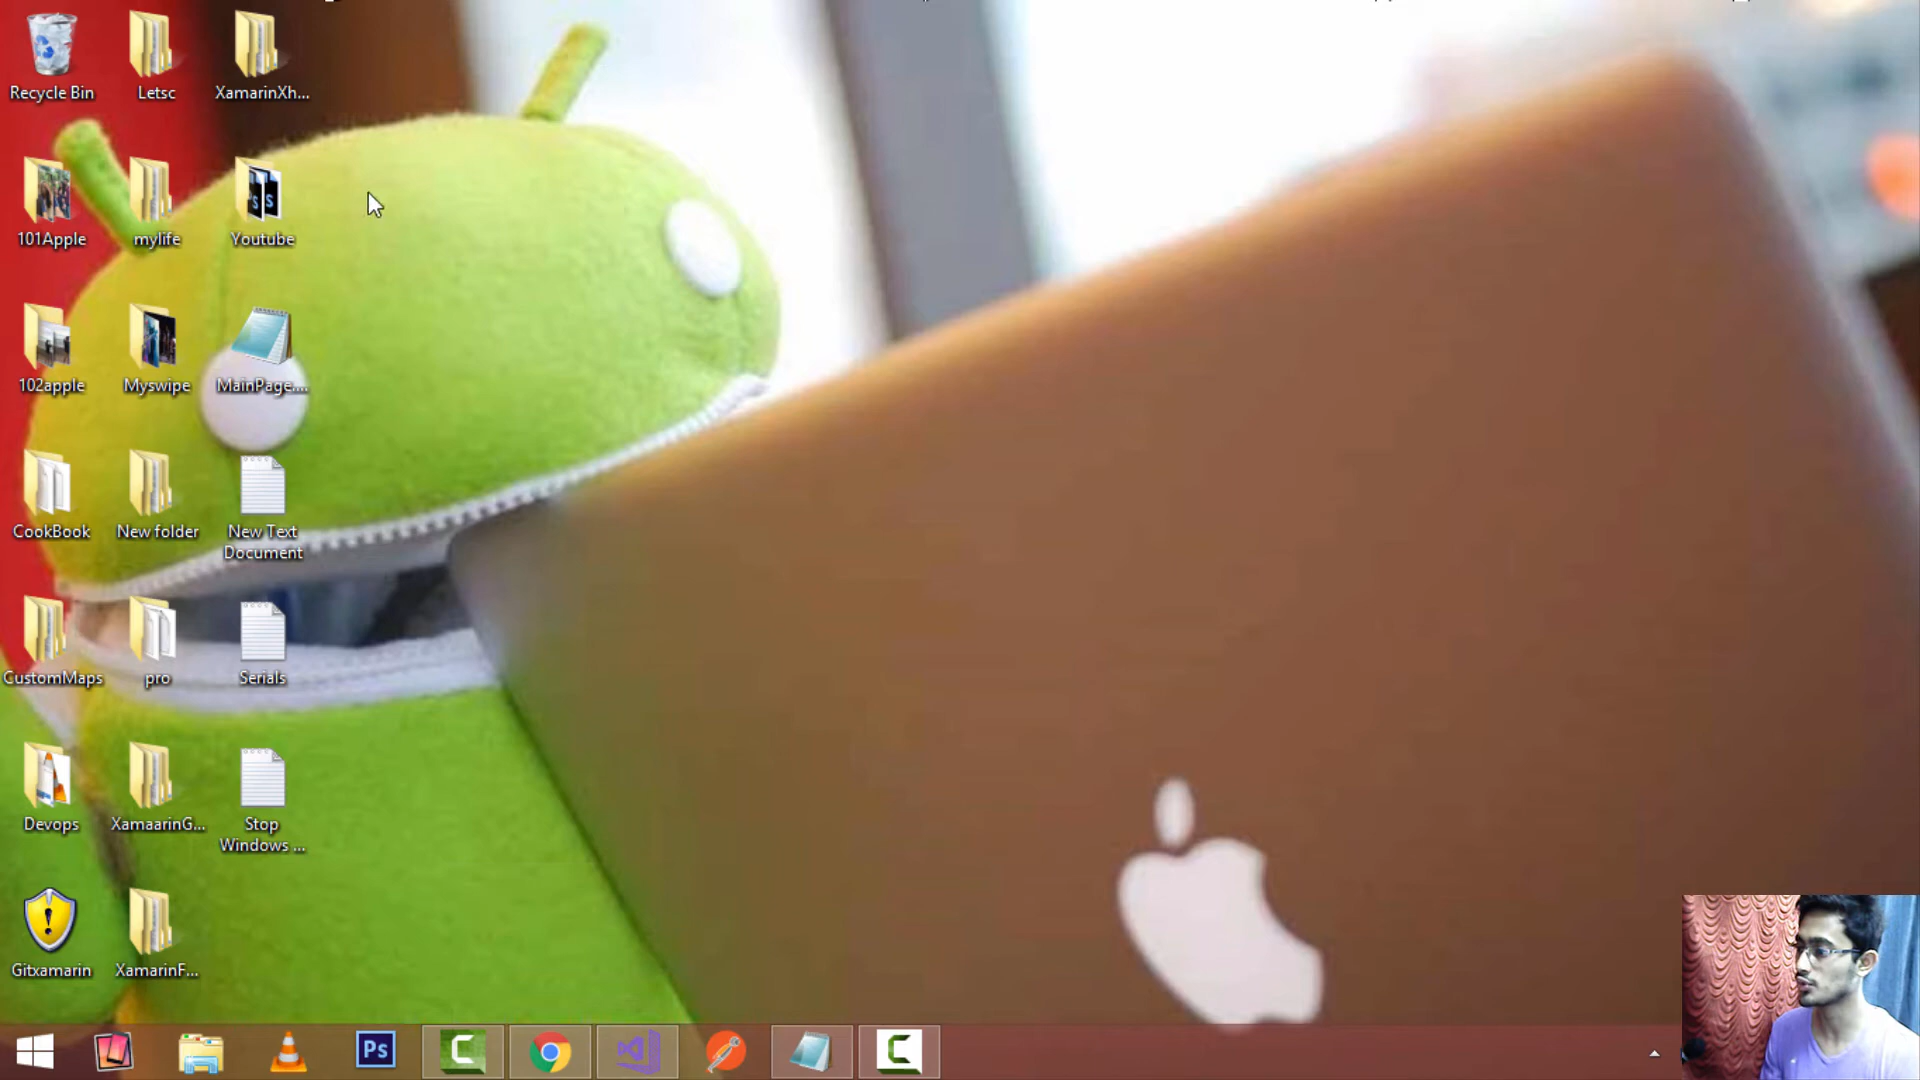 Recycle Bin
Letsc
XamarinXh...
101Apple
mylife
Youtube
102apple
Myswipe
MainPage....
CookBook
New folder
New Text
Document
CustomMaps
pro
Serials
Devops
XamaarinG...
Stop
Windows ...
Gitxamarin
XamarinF...
Ps